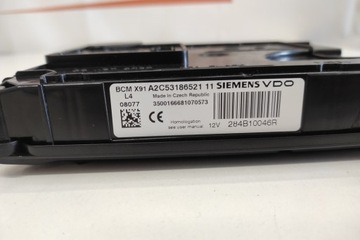 BCM X91 A2C53186521 11 SIEMENS VDO
L4 Made in Czech Republic
08077 3500166681070573
CE Homologation
see user manual 12V 284B10046R